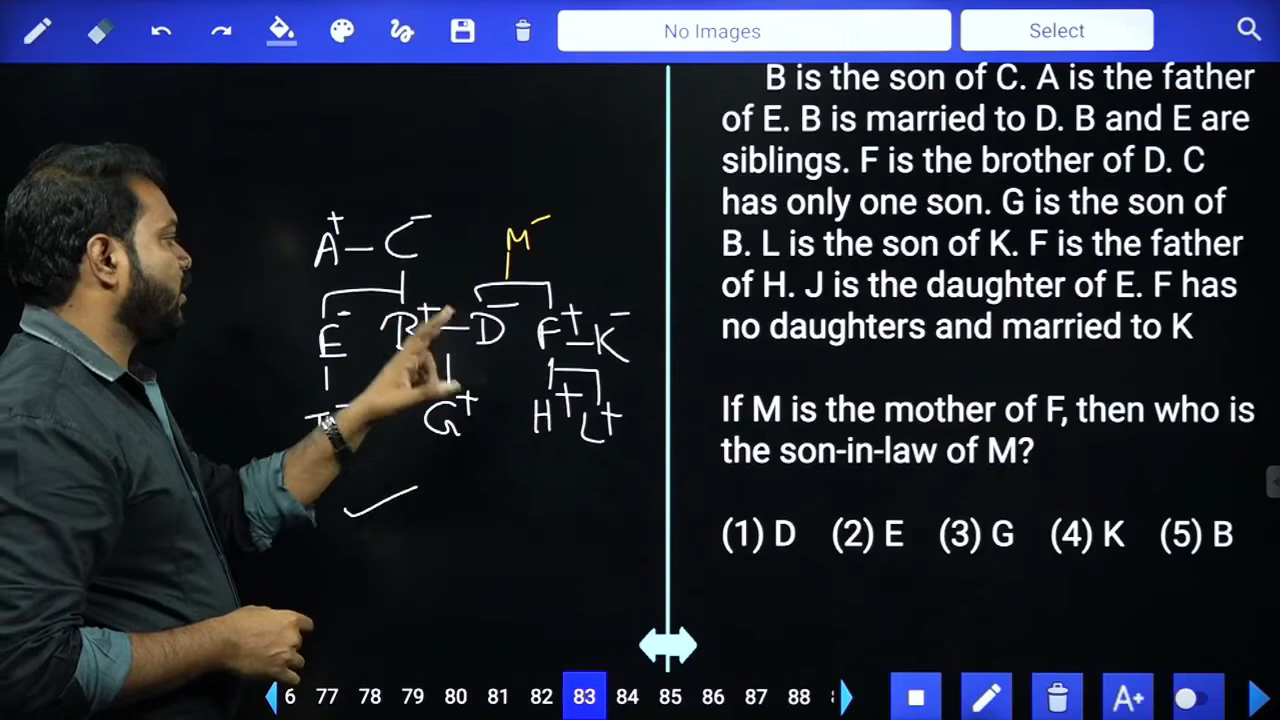 No Images
Select
B is the son of C. A is the father
of E. B is married to D. B and E are
siblings. F is the brother of D. C
has only one son. G is the son of
B. L is the son of K. F is the father
of H. J is the daughter of E. F has
no daughters and married to K
If M is the mother of F, then who is
the son-in-law of M?
(1) D (2) E (3) G (4) K (5) B
A+ — C- M-
E- B+ — D- F+ — K-
G+ H+ L+
6 77 78 79 80 81 82 83 84 85 86 87 88
A+